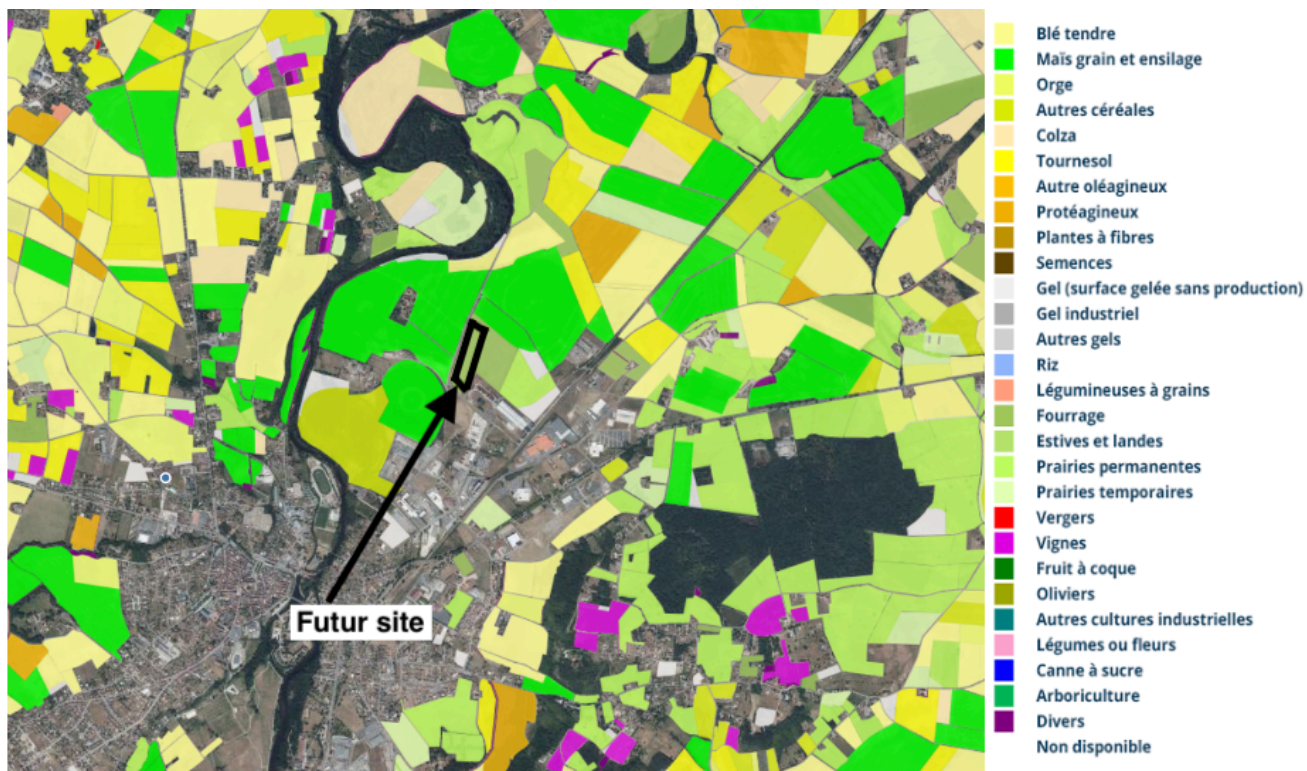 Blé tendre
Maïs grain et ensilage
Orge
Autres céréales
Colza
Tournesol
Autre oléagineux
Protéagineux
Plantes à fibres
Semences
Gel (surface gelée sans production)
Gel industriel
Autres gels
Riz
Légumineuses à grains
Fourrage
Estives et landes
Prairies permanentes
Prairies temporaires
Vergers
Vignes
Fruit à coque
Oliviers
Autres cultures industrielles
Légumes ou fleurs
Canne à sucre
Arboriculture
Divers
Non disponible
Futur site